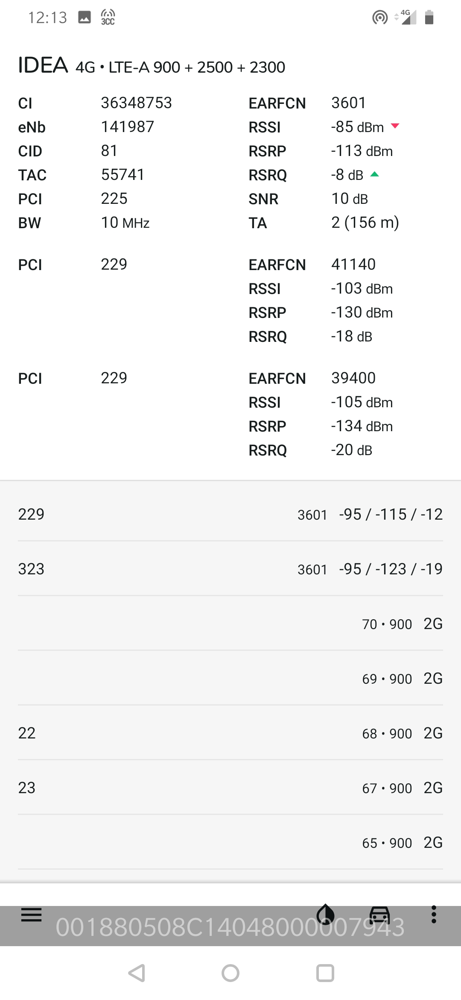 12:13 3CC 4G
IDEA 4G • LTE-A 900 + 2500 + 2300
CI 36348753 EARFCN 3601
eNb 141987 RSSI -85 dBm
CID 81 RSRP -113 dBm
TAC 55741 RSRQ -8 dB
PCI 225 SNR 10 dB
BW 10 MHz TA 2 (156 m)
PCI 229 EARFCN 41140
RSSI -103 dBm
RSRP -130 dBm
RSRQ -18 dB
PCI 229 EARFCN 39400
RSSI -105 dBm
RSRP -134 dBm
RSRQ -20 dB
229 3601 -95 / -115 / -12
323 3601 -95 / -123 / -19
70 • 900 2G
69 • 900 2G
22 68 • 900 2G
23 67 • 900 2G
65 • 900 2G
001880508C14048000007943